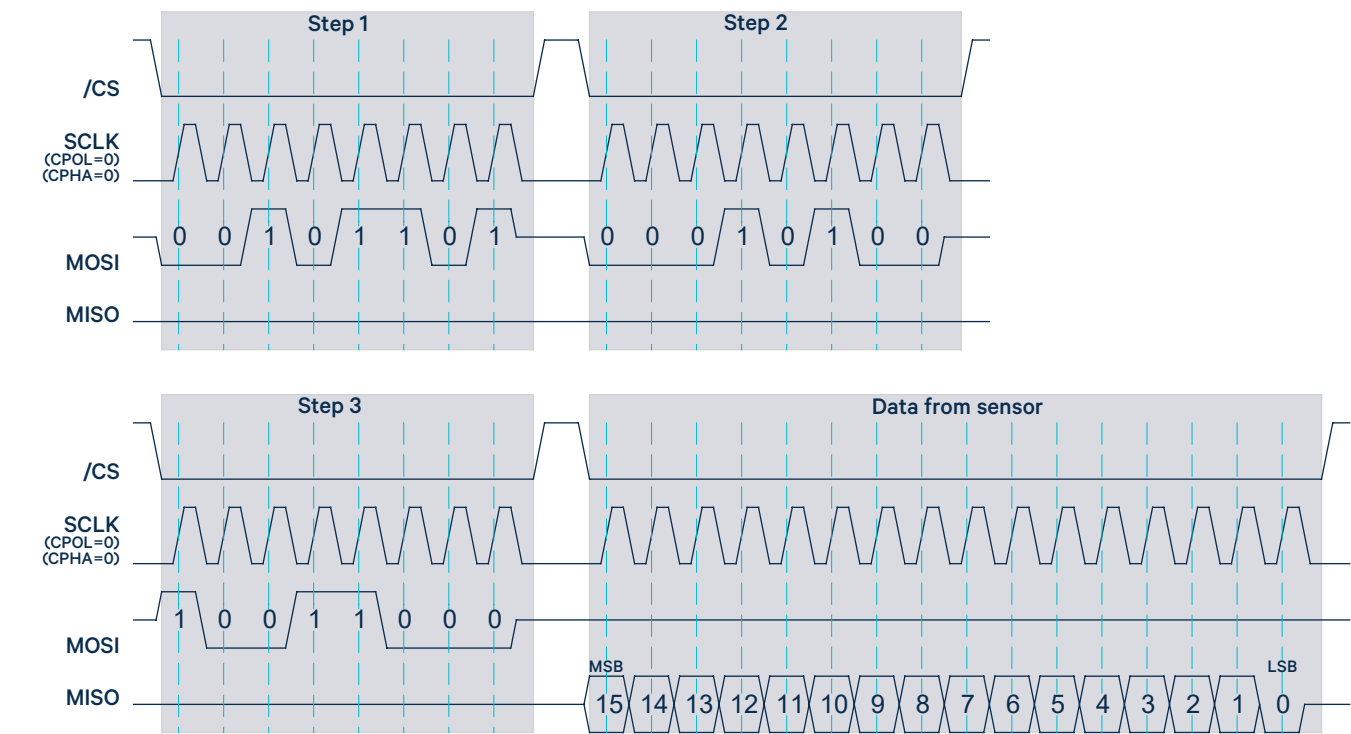 Step 1
Step 2
/CS
SCLK
(CPOL=0)
(CPHA=0)
0 0 1 0 1 1 0 1
0 0 0 1 0 1 0 0
MOSI
MISO
Step 3
Data from sensor
/CS
SCLK
(CPOL=0)
(CPHA=0)
1 0 0 1 1 0 0 0
MOSI
MSB
LSB
MISO
15 14 13 12 11 10 9 8 7 6 5 4 3 2 1 0